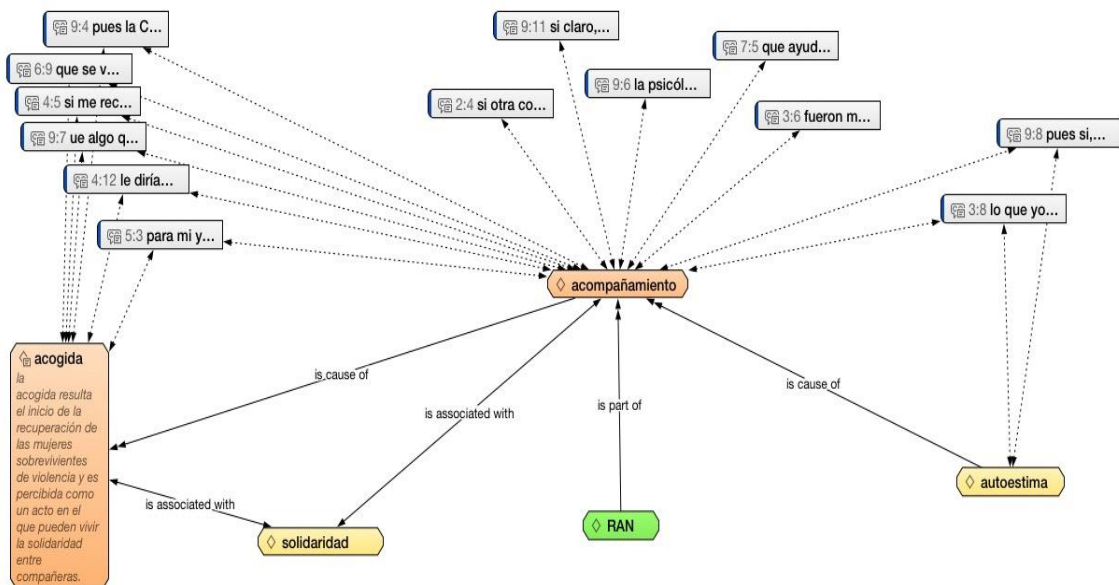 9:4 pues la C...
6:9 que se v...
4:5 si me rec...
9:7 ue algo q...
4:12 le diría...
5:3 para mi y...
9:11 si claro,...
2:4 si otra co...
9:6 la psicól...
7:5 que ayud...
3:6 fueron m...
9:8 pues si,...
3:8 lo que yo...
acompañamiento
acogida
la
acogida resulta
el inicio de la
recuperación de
las mujeres
sobrevivientes
de violencia y es
percibida como
un acto en el
que pueden vivir
la solidaridad
entre
compañeras.
is cause of
is associated with
is part of
is cause of
is associated with
autoestima
solidaridad
RAN